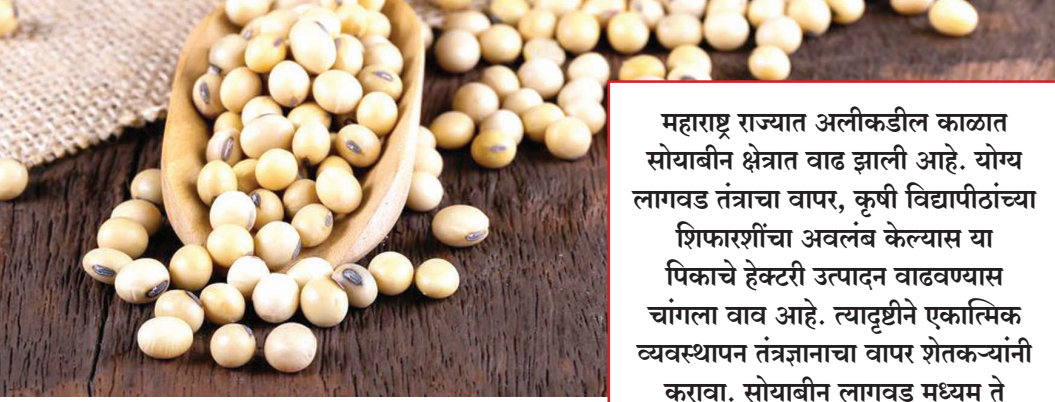 महाराष्ट्र राज्यात अलीकडील काळात
सोयाबीन क्षेत्रात वाढ झाली आहे. योग्य
लागवड तंत्राचा वापर, कृषी विद्यापीठांच्या
शिफारशींचा अवलंब केल्यास या
पिकाचे हेक्टरी उत्पादन वाढवण्यास
चांगला वाव आहे. त्यादृष्टीने एकात्मिक
व्यवस्थापन तंत्रज्ञानाचा वापर शेतकऱ्यांनी
करावा. सोयाबीन लागवड मध्यम ते